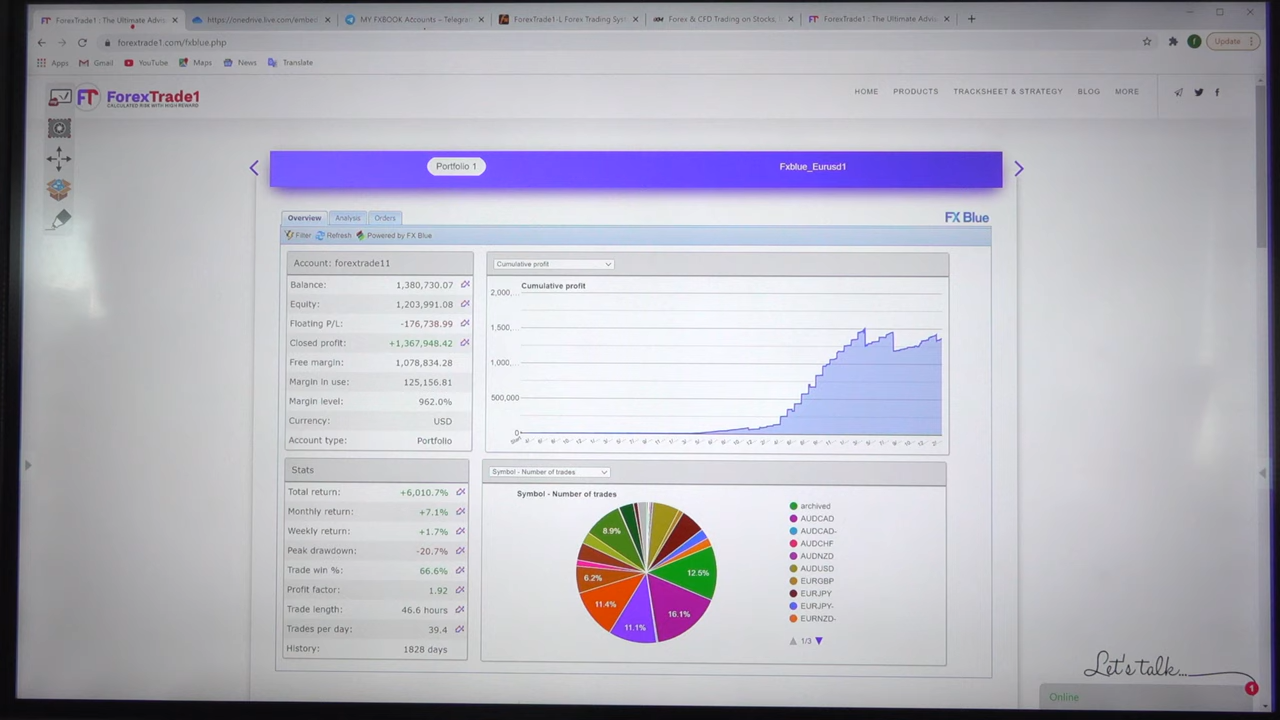 ForexTrade1 : The Ultimate Advis
https://onedrive.live.com/embed
MY FXBOOK Accounts – Telegram
ForexTrade1-L Forex Trading Sys
Forex & CFD Trading on Stocks,
ForexTrade1 : The Ultimate Advis
forextrade1.com/fxblue.php
f
Update
Apps
Gmail
YouTube
Maps
News
Translate
FT
ForexTrade1
CALCULATED RISK WITH HIGH REWARD
HOME
PRODUCTS
TRACKSHEET & STRATEGY
BLOG
MORE
Portfolio 1
Fxblue_Eurusd1
Overview
Analysis
Orders
FX Blue
Filter
Refresh
Powered by FX Blue
Account: forextrade11
Balance: 1,380,730.07
Equity: 1,203,991.08
Floating P/L: -176,738.99
Closed profit: +1,367,948.42
Free margin: 1,078,834.28
Margin in use: 125,156.81
Margin level: 962.0%
Currency: USD
Account type: Portfolio
Cumulative profit
Cumulative profit
2,000,...
1,500,...
1,000,...
500,000
0
Stats
Total return: +6,010.7%
Monthly return: +7.1%
Weekly return: +1.7%
Peak drawdown: -20.7%
Trade win %: 66.6%
Profit factor: 1.92
Trade length: 46.6 hours
Trades per day: 39.4
History: 1828 days
Symbol - Number of trades
Symbol - Number of trades
8.9%
12.5%
6.2%
11.4%
16.1%
11.1%
archived
AUDCAD
AUDCAD-
AUDCHF
AUDNZD
AUDUSD
EURGBP
EURJPY
EURJPY-
EURNZD-
1/3
Let's talk...
Online
1